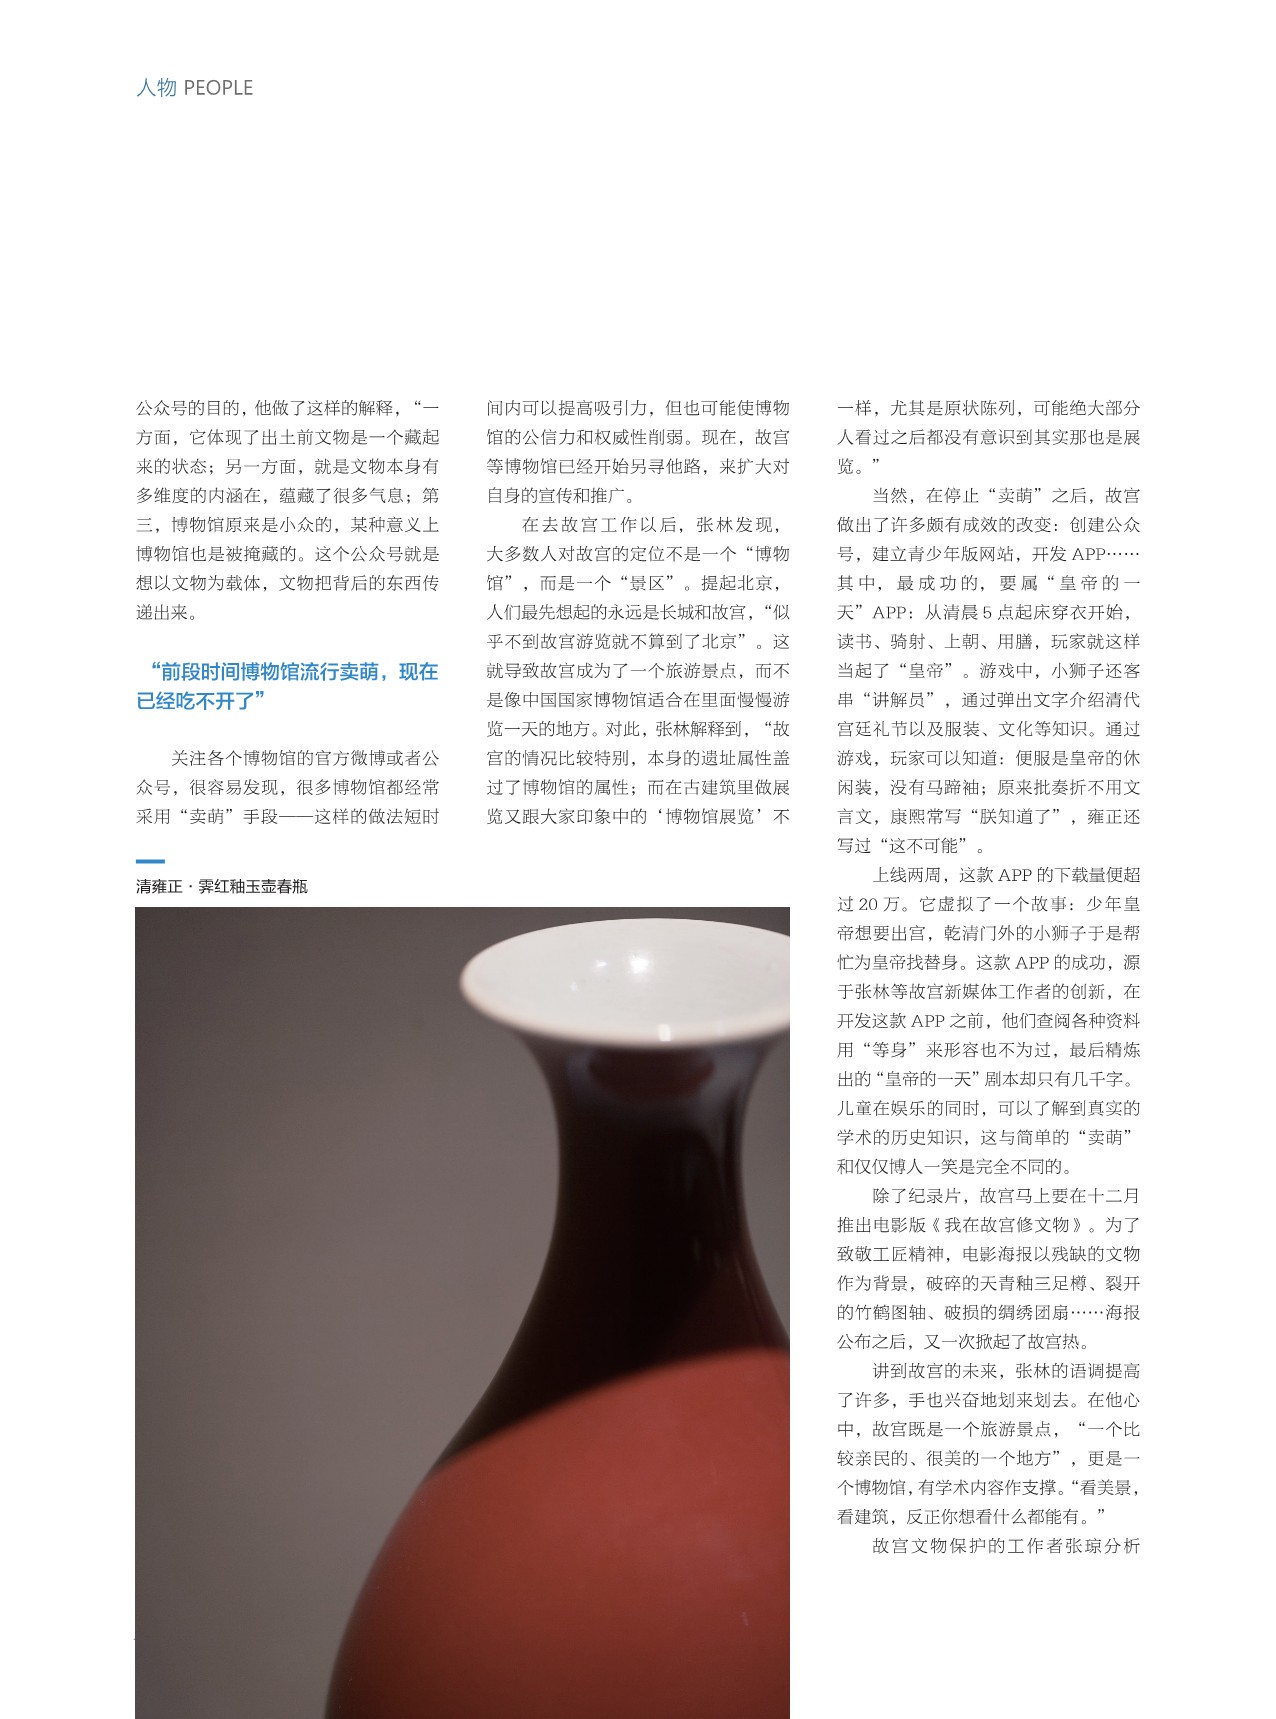 人物 PEOPLE
公众号的目的，他做了这样的解释，“一
方面，它体现了出土前文物是一个藏起
来的状态；另一方面，就是文物本身有
多维度的内涵在，蕴藏了很多气息；第
三，博物馆原来是小众的，某种意义上
博物馆也是被掩藏的。这个公众号就是
想以文物为载体，文物把背后的东西传
递出来。
“前段时间博物馆流行卖萌，现在
已经吃不开了”
关注各个博物馆的官方微博或者公
众号，很容易发现，很多博物馆都经常
采用“卖萌”手段——这样的做法短时
间内可以提高吸引力，但也可能使博物
馆的公信力和权威性削弱。现在，故宫
等博物馆已经开始另寻他路，来扩大对
自身的宣传和推广。
在去故宫工作以后，张林发现，
大多数人对故宫的定位不是一个“博物
馆”，而是一个“景区”。提起北京，
人们最先想起的永远是长城和故宫，“似
乎不到故宫游览就不算到了北京”。这
就导致故宫成为了一个旅游景点，而不
是像中国国家博物馆适合在里面慢慢游
览一天的地方。对此，张林解释到，“故
宫的情况比较特别，本身的遗址属性盖
过了博物馆的属性；而在古建筑里做展
览又跟大家印象中的‘博物馆展览’不
一样，尤其是原状陈列，可能绝大部分
人看过之后都没有意识到其实那也是展
览。”
当然，在停止“卖萌”之后，故宫
做出了许多颇有成效的改变：创建公众
号，建立青少年版网站，开发 APP……
其中，最成功的，要属“皇帝的一
天”APP：从清晨 5 点起床穿衣开始，
读书、骑射、上朝、用膳，玩家就这样
当起了“皇帝”。游戏中，小狮子还客
串“讲解员”，通过弹出文字介绍清代
宫廷礼节以及服装、文化等知识。通过
游戏，玩家可以知道：便服是皇帝的休
闲装，没有马蹄袖；原来批奏折不用文
言文，康熙常写“朕知道了”，雍正还
写过“这不可能”。
上线两周，这款 APP 的下载量便超
过 20 万。它虚拟了一个故事：少年皇
帝想要出宫，乾清门外的小狮子于是帮
忙为皇帝找替身。这款 APP 的成功，源
于张林等故宫新媒体工作者的创新，在
开发这款 APP 之前，他们查阅各种资料
用“等身”来形容也不为过，最后精炼
出的“皇帝的一天”剧本却只有几千字。
儿童在娱乐的同时，可以了解到真实的
学术的历史知识，这与简单的“卖萌”
和仅仅博人一笑是完全不同的。
除了纪录片，故宫马上要在十二月
推出电影版《我在故宫修文物》。为了
致敬工匠精神，电影海报以残缺的文物
作为背景，破碎的天青釉三足樽、裂开
的竹鹤图轴、破损的绸绣团扇……海报
公布之后，又一次掀起了故宫热。
讲到故宫的未来，张林的语调提高
了许多，手也兴奋地划来划去。在他心
中，故宫既是一个旅游景点，“一个比
较亲民的、很美的一个地方”，更是一
个博物馆，有学术内容作支撑。“看美景，
看建筑，反正你想看什么都能有。”
故宫文物保护的工作者张琼分析
清雍正 · 霁红釉玉壶春瓶